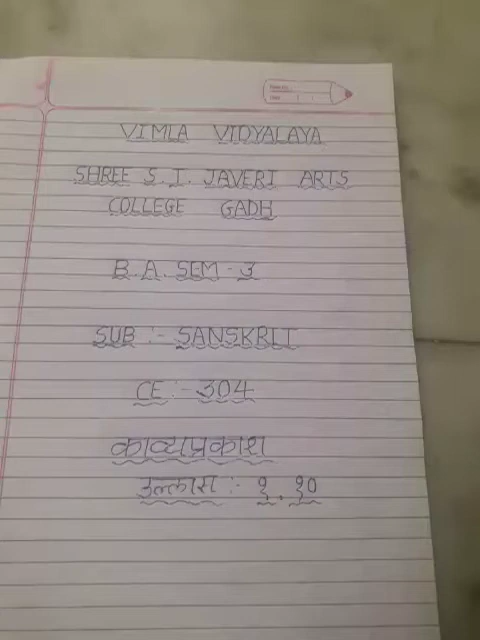 VIMLA VIDYALAYA
SHREE S.I. JAVERI ARTS
COLLEGE GADH
B.A. SEM - 3
SUB :- SANSKRIT
CE :- 304
काव्यप्रकाश
उल्लास :- १. १०